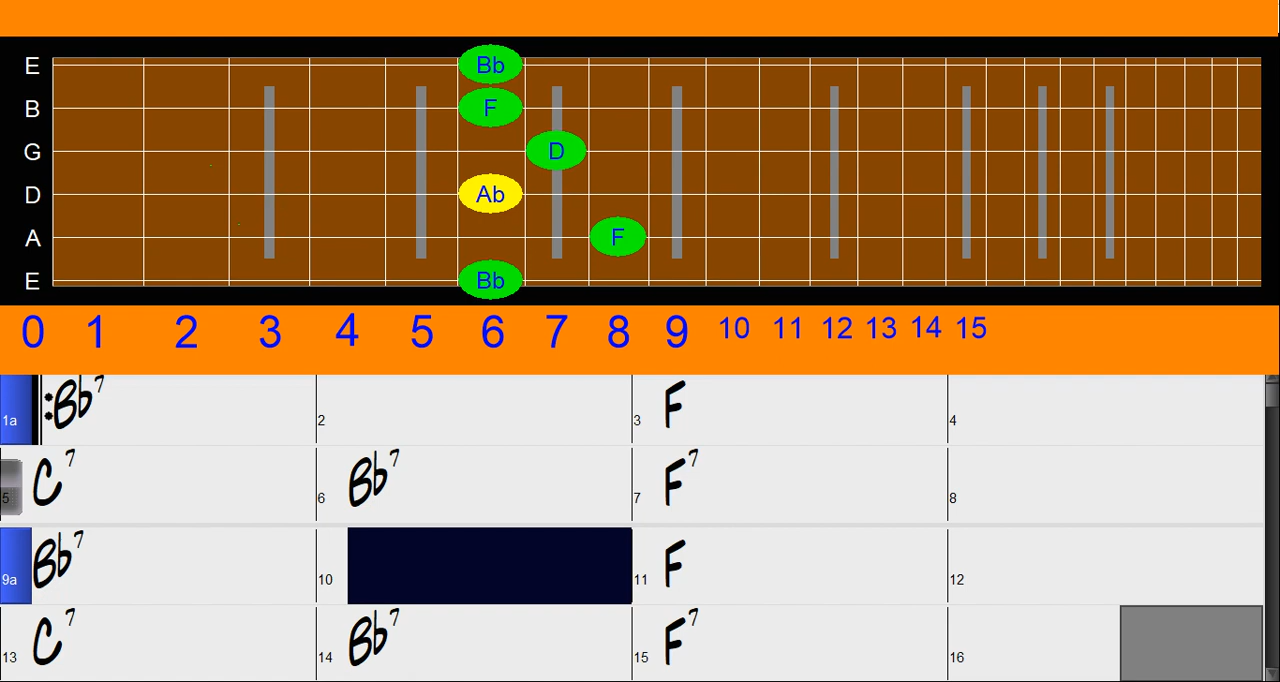 E Bb
B F
G D
D Ab
A F
E Bb
0 1 2 3 4 5 6 7 8 9 10 11 12 13 14 15
1a :Bb7 2 3 F 4
5 C7 6 Bb7 7 F7 8
9a Bb7 10 11 F 12
13 C7 14 Bb7 15 F7 16